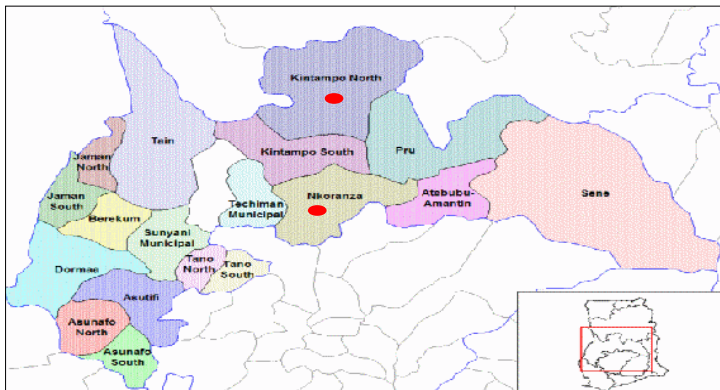 Kintampo North
Tain
Jaman
North
Kintampo South
Pru
Jaman
South
Berekum
Techiman
Municipal
Nkoranza
Atebubu-
Amantin
Sene
Sunyani
Municipal
Tano
North
Tano
South
Dormaa
Asutifi
Asunafo
North
Asunafo
South